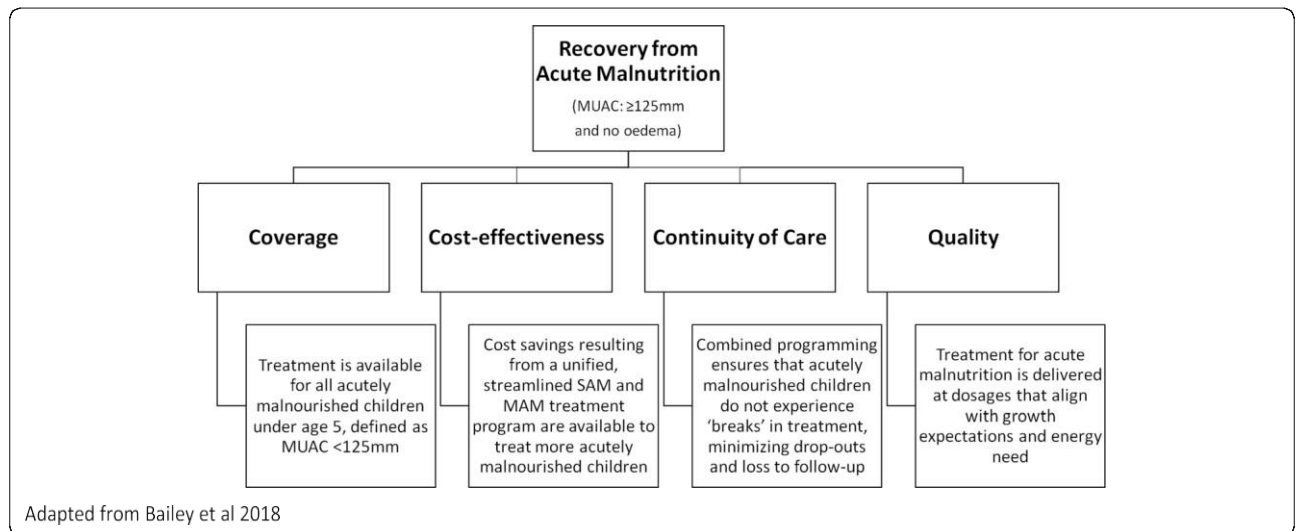 Recovery from
Acute Malnutrition
(MUAC: ≥125mm
and no oedema)
Coverage
Cost-effectiveness
Continuity of Care
Quality
Treatment is available
for all acutely
malnourished children
under age 5, defined as
MUAC <125mm
Cost savings resulting
from a unified,
streamlined SAM and
MAM treatment
program are available to
treat more acutely
malnourished children
Combined programming
ensures that acutely
malnourished children
do not experience
‘breaks’ in treatment,
minimizing drop-outs
and loss to follow-up
Treatment for acute
malnutrition is delivered
at dosages that align
with growth
expectations and energy
need
Adapted from Bailey et al 2018